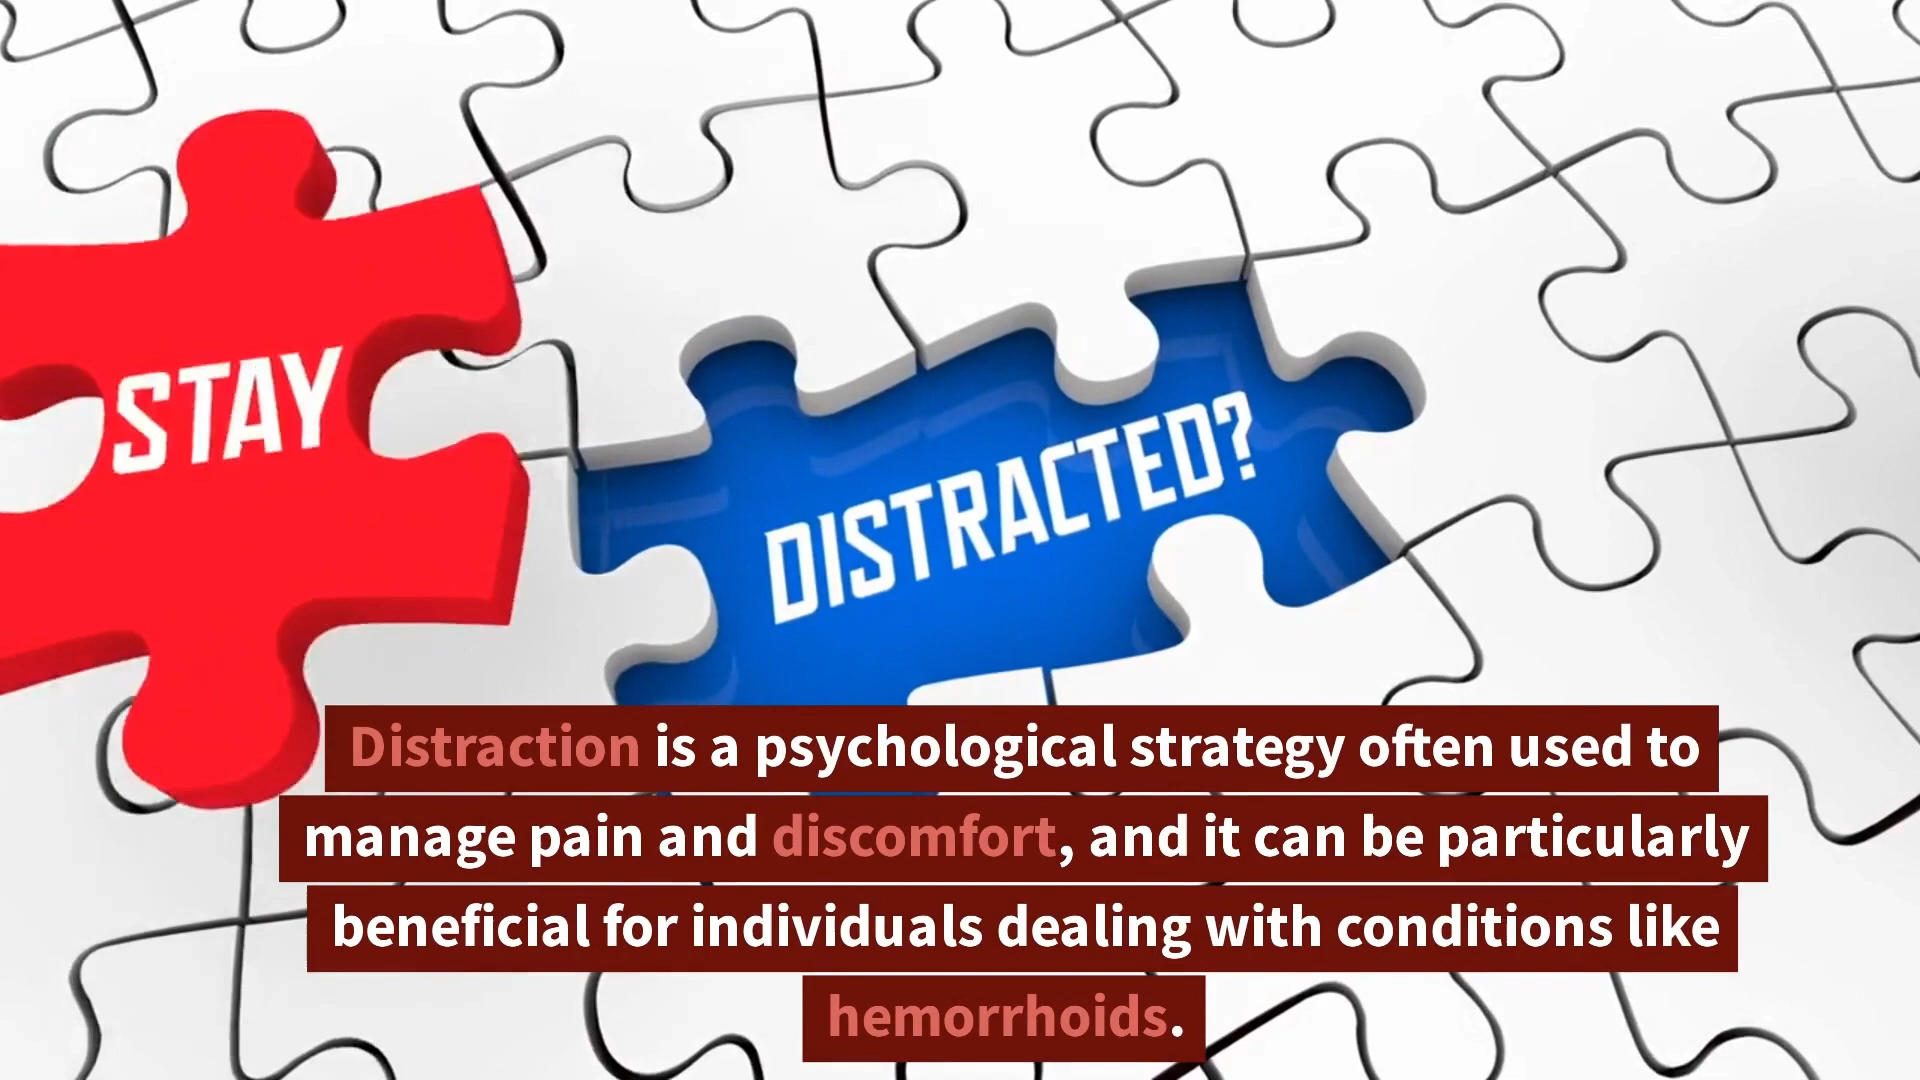 STAY
DISTRACTED?
Distraction is a psychological strategy often used to
manage pain and discomfort, and it can be particularly
beneficial for individuals dealing with conditions like
hemorrhoids.